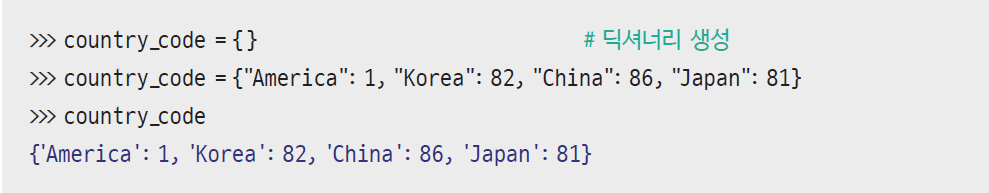 >>> country_code = {} # 딕셔너리 생성
>>> country_code = {"America": 1, "Korea": 82, "China": 86, "Japan": 81}
>>> country_code
{'America': 1, 'Korea': 82, 'China': 86, 'Japan': 81}